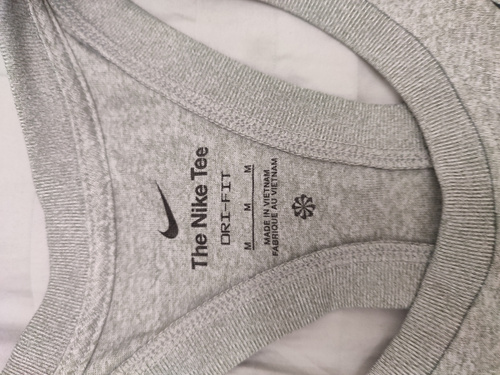 The Nike Tee
DRI-FIT
M M M
MADE IN VIETNAM
FABRIQUE AU VIETNAM